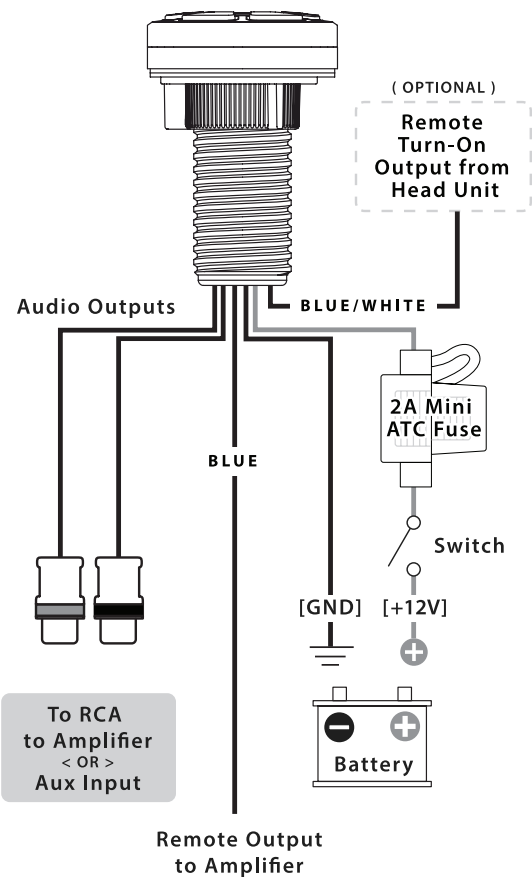 ( OPTIONAL )
Remote
Turn-On
Output from
Head Unit
Audio Outputs
BLUE/WHITE
2A Mini
ATC Fuse
BLUE
Switch
[GND]
[+12V]
To RCA
to Amplifier
< OR >
Aux Input
Battery
Remote Output
to Amplifier